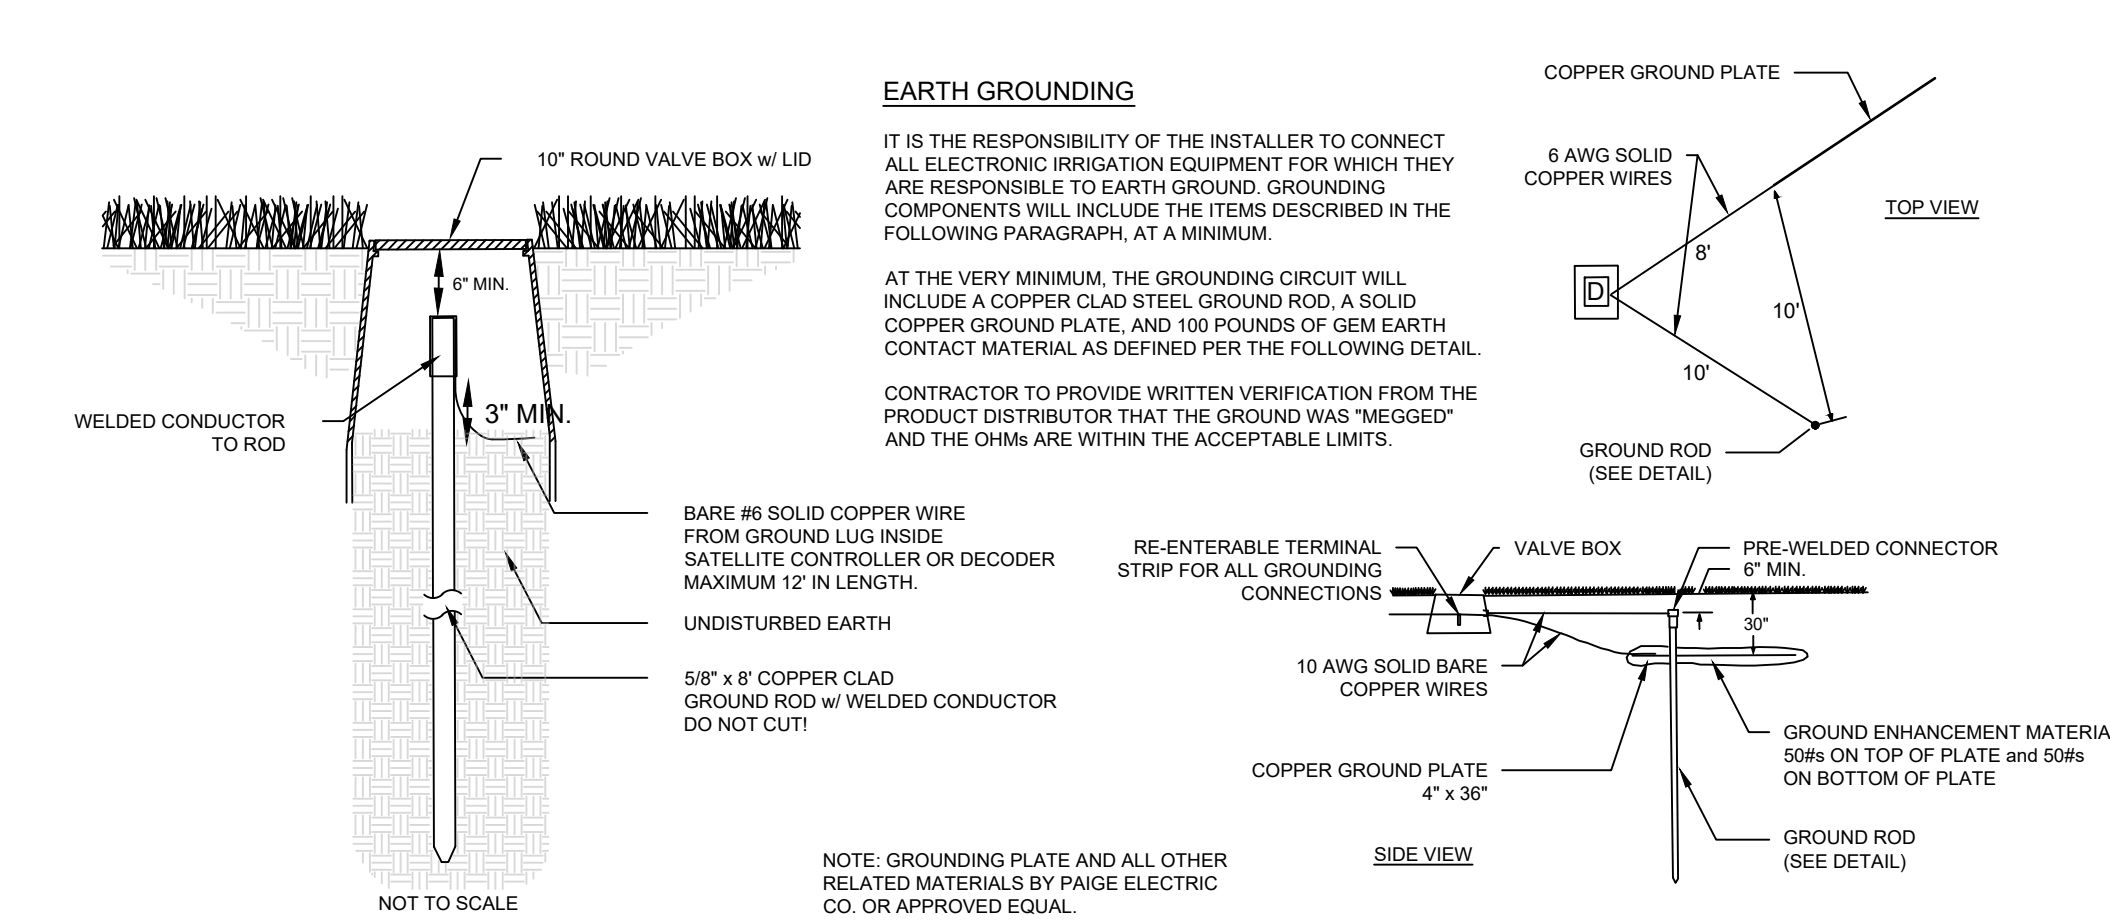 10" ROUND VALVE BOX w/ LID
6" MIN.
3" MIN.
WELDED CONDUCTOR
TO ROD
BARE #6 SOLID COPPER WIRE
FROM GROUND LUG INSIDE
SATELLITE CONTROLLER OR DECODER
MAXIMUM 12' IN LENGTH.
UNDISTURBED EARTH
5/8" x 8' COPPER CLAD
GROUND ROD w/ WELDED CONDUCTOR
DO NOT CUT!
NOT TO SCALE
EARTH GROUNDING
IT IS THE RESPONSIBILITY OF THE INSTALLER TO CONNECT
ALL ELECTRONIC IRRIGATION EQUIPMENT FOR WHICH THEY
ARE RESPONSIBLE TO EARTH GROUND. GROUNDING
COMPONENTS WILL INCLUDE THE ITEMS DESCRIBED IN THE
FOLLOWING PARAGRAPH, AT A MINIMUM.
AT THE VERY MINIMUM, THE GROUNDING CIRCUIT WILL
INCLUDE A COPPER CLAD STEEL GROUND ROD, A SOLID
COPPER GROUND PLATE, AND 100 POUNDS OF GEM EARTH
CONTACT MATERIAL AS DEFINED PER THE FOLLOWING DETAIL.
CONTRACTOR TO PROVIDE WRITTEN VERIFICATION FROM THE
PRODUCT DISTRIBUTOR THAT THE GROUND WAS "MEGGED"
AND THE OHMs ARE WITHIN THE ACCEPTABLE LIMITS.
NOTE: GROUNDING PLATE AND ALL OTHER
RELATED MATERIALS BY PAIGE ELECTRIC
CO. OR APPROVED EQUAL.
COPPER GROUND PLATE
6 AWG SOLID
COPPER WIRES
TOP VIEW
8'
D
10'
10'
GROUND ROD
(SEE DETAIL)
RE-ENTERABLE TERMINAL
STRIP FOR ALL GROUNDING
CONNECTIONS
VALVE BOX
PRE-WELDED CONNECTOR
6" MIN.
30"
10 AWG SOLID BARE
COPPER WIRES
COPPER GROUND PLATE
4" x 36"
GROUND ENHANCEMENT MATERIA
50#s ON TOP OF PLATE and 50#s
ON BOTTOM OF PLATE
GROUND ROD
(SEE DETAIL)
SIDE VIEW